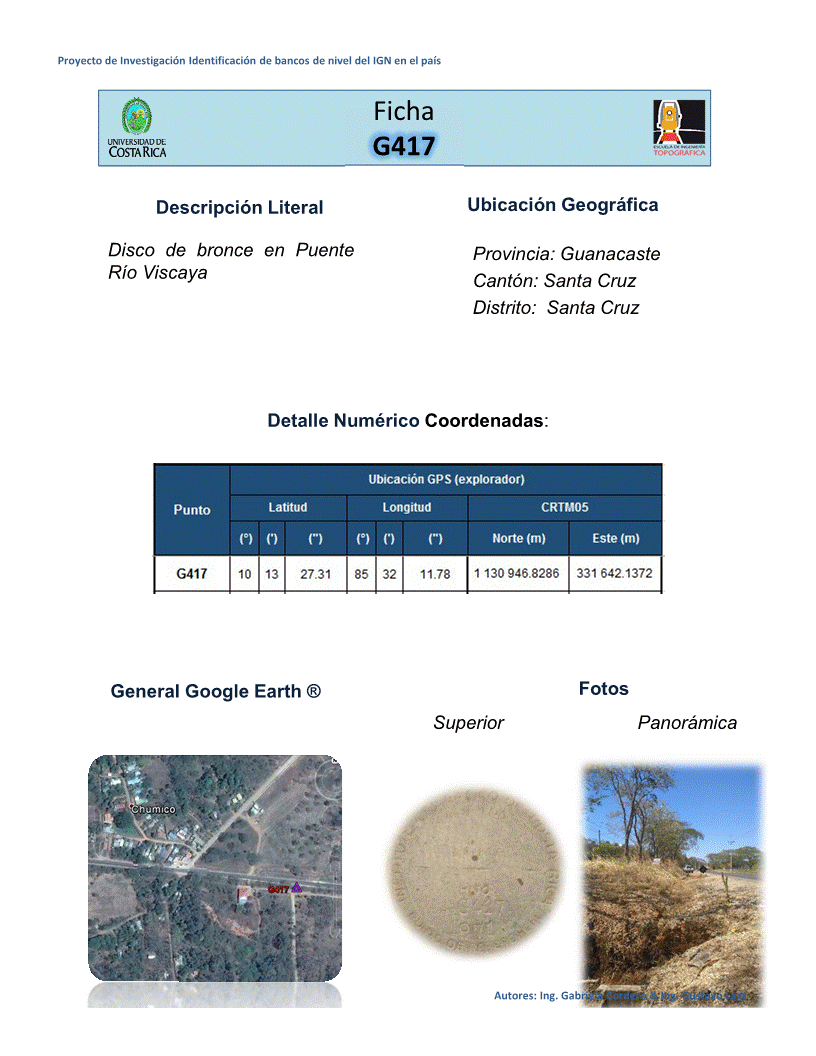 Proyecto de Investigación Identificación de bancos de nivel del IGN en el país
UNIVERSIDAD DE
COSTA RICA
Ficha
G417
ESCUELA DE INGENIERÍA
TOPOGRÁFICA
Descripción Literal
Disco de bronce en Puente
Río Viscaya
Ubicación Geográfica
Provincia: Guanacaste
Cantón: Santa Cruz
Distrito: Santa Cruz
Detalle Numérico Coordenadas:
Ubicación GPS (explorador)
Punto Latitud Longitud CRTM05
(°) (') (") (°) (') (") Norte (m) Este (m)
G417 10 13 27.31 85 32 11.78 1 130 946.8286 331 642.1372
General Google Earth ®
Fotos
Superior Panorámica
Chumico
G417
Autores: Ing. &